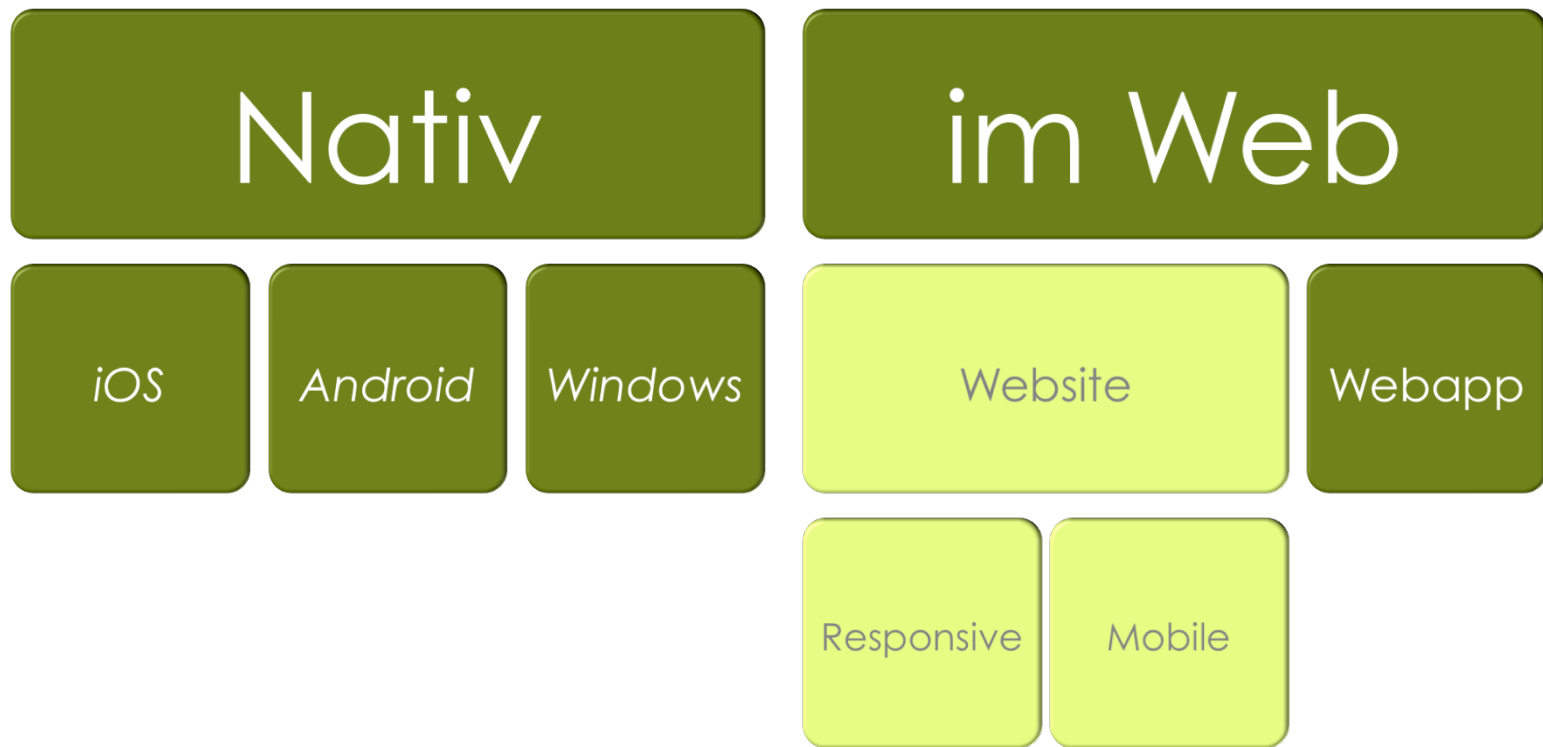 Nativ
im Web
iOS
Android
Windows
Website
Webapp
Responsive
Mobile